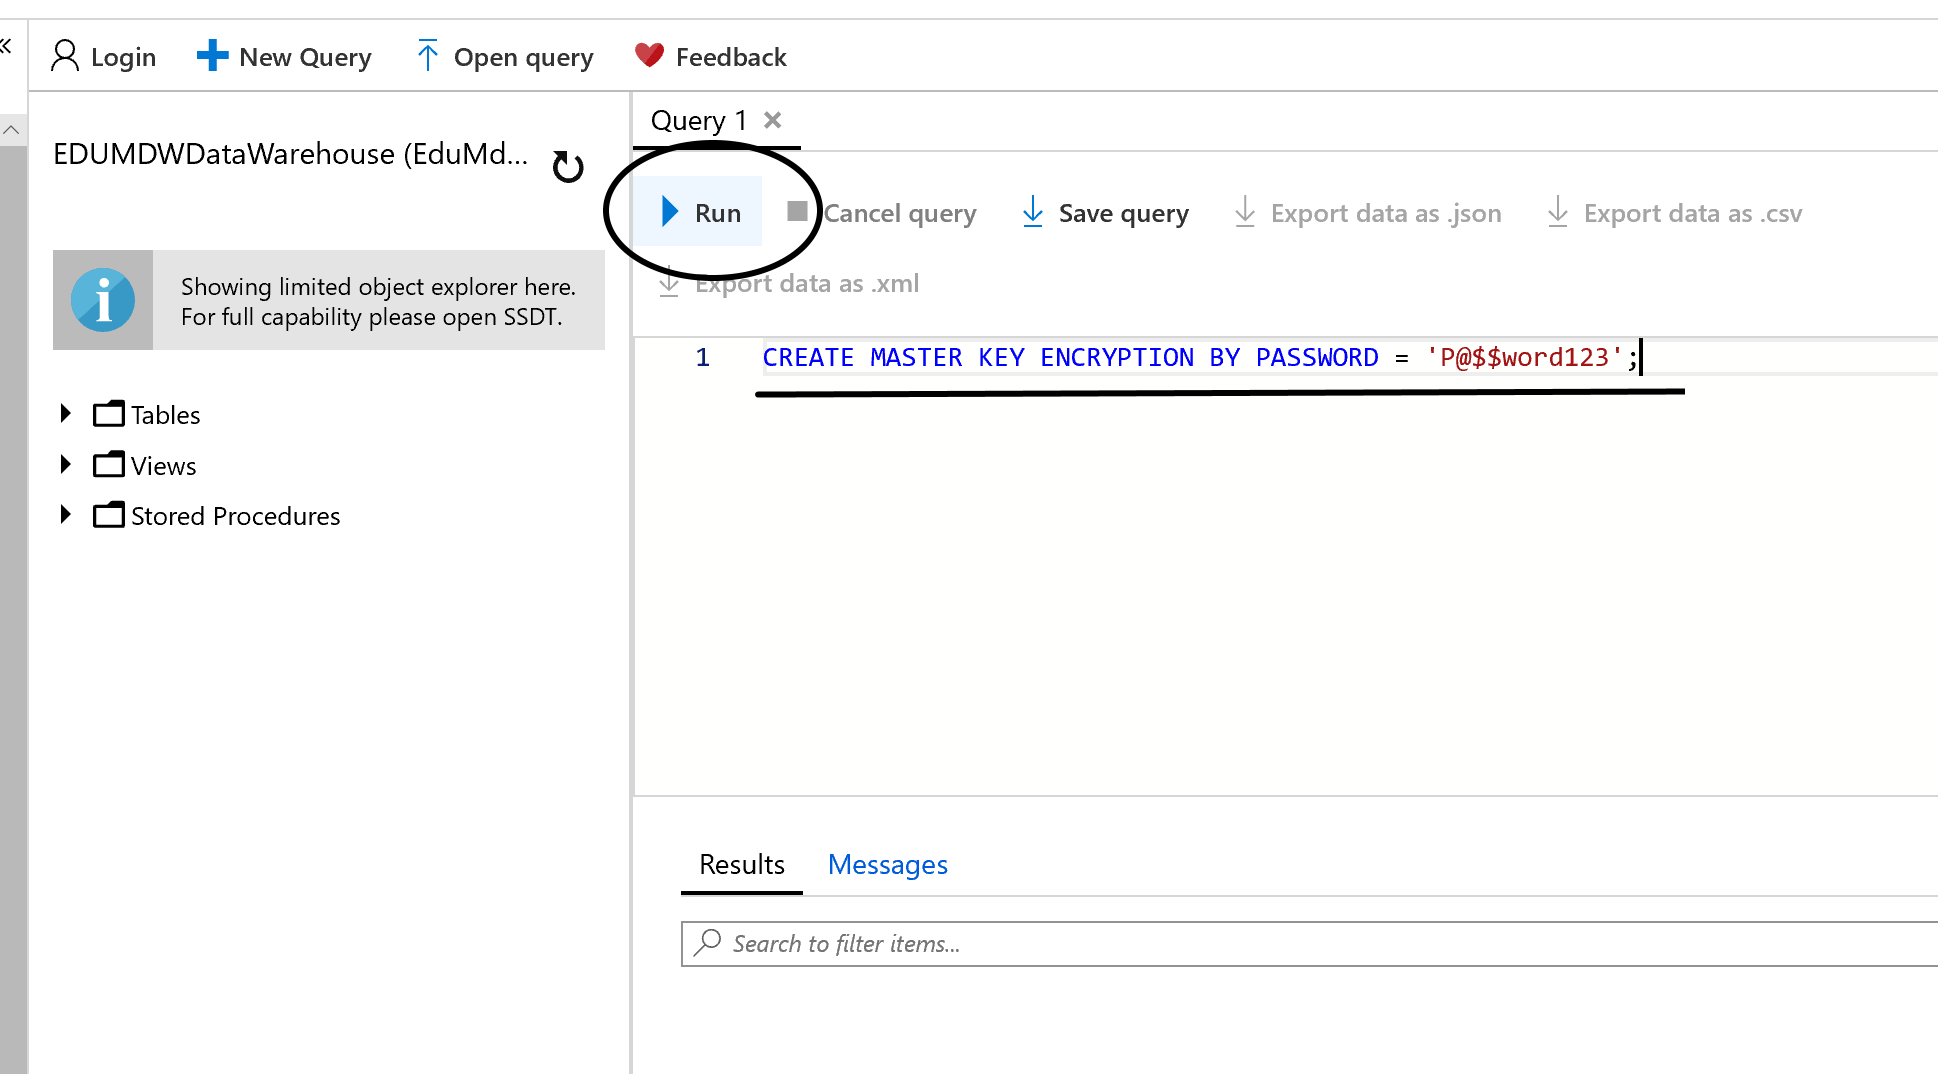 Login New Query Open query Feedback
EDUMDWDataWarehouse (EduMd...
Showing limited object explorer here.
For full capability please open SSDT.
Tables
Views
Stored Procedures
Query 1
Run Cancel query Save query Export data as .json Export data as .csv
Export data as .xml
1 CREATE MASTER KEY ENCRYPTION BY PASSWORD = 'P@$$word123';
Results Messages
Search to filter items...